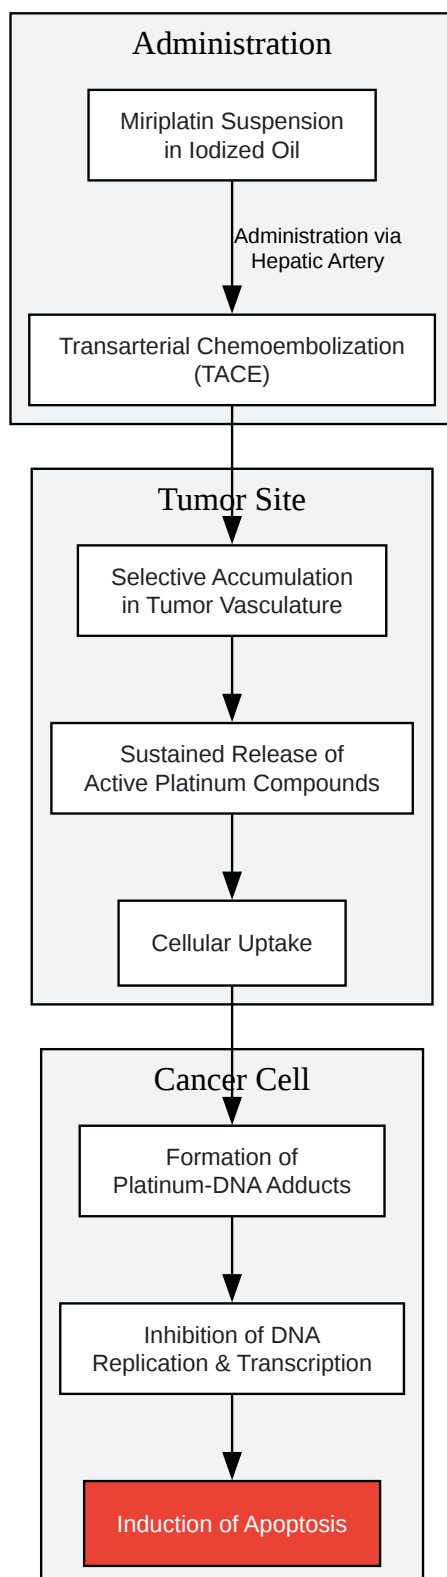 Administration
Miriplatin Suspension
in Iodized Oil
Administration via
Hepatic Artery
Transarterial Chemoembolization
(TACE)
Tumor Site
Selective Accumulation
in Tumor Vasculature
Sustained Release of
Active Platinum Compounds
Cellular Uptake
Cancer Cell
Formation of
Platinum-DNA Adducts
Inhibition of DNA
Replication & Transcription
Induction of Apoptosis